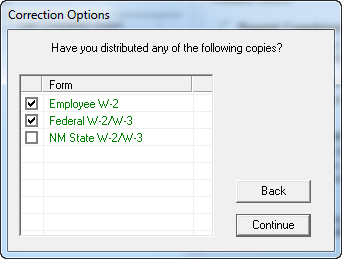 Correction Options
Have you distributed any of the following copies?
Form
Employee W-2
Federal W-2/W-3
NM State W-2/W-3
Back
Continue